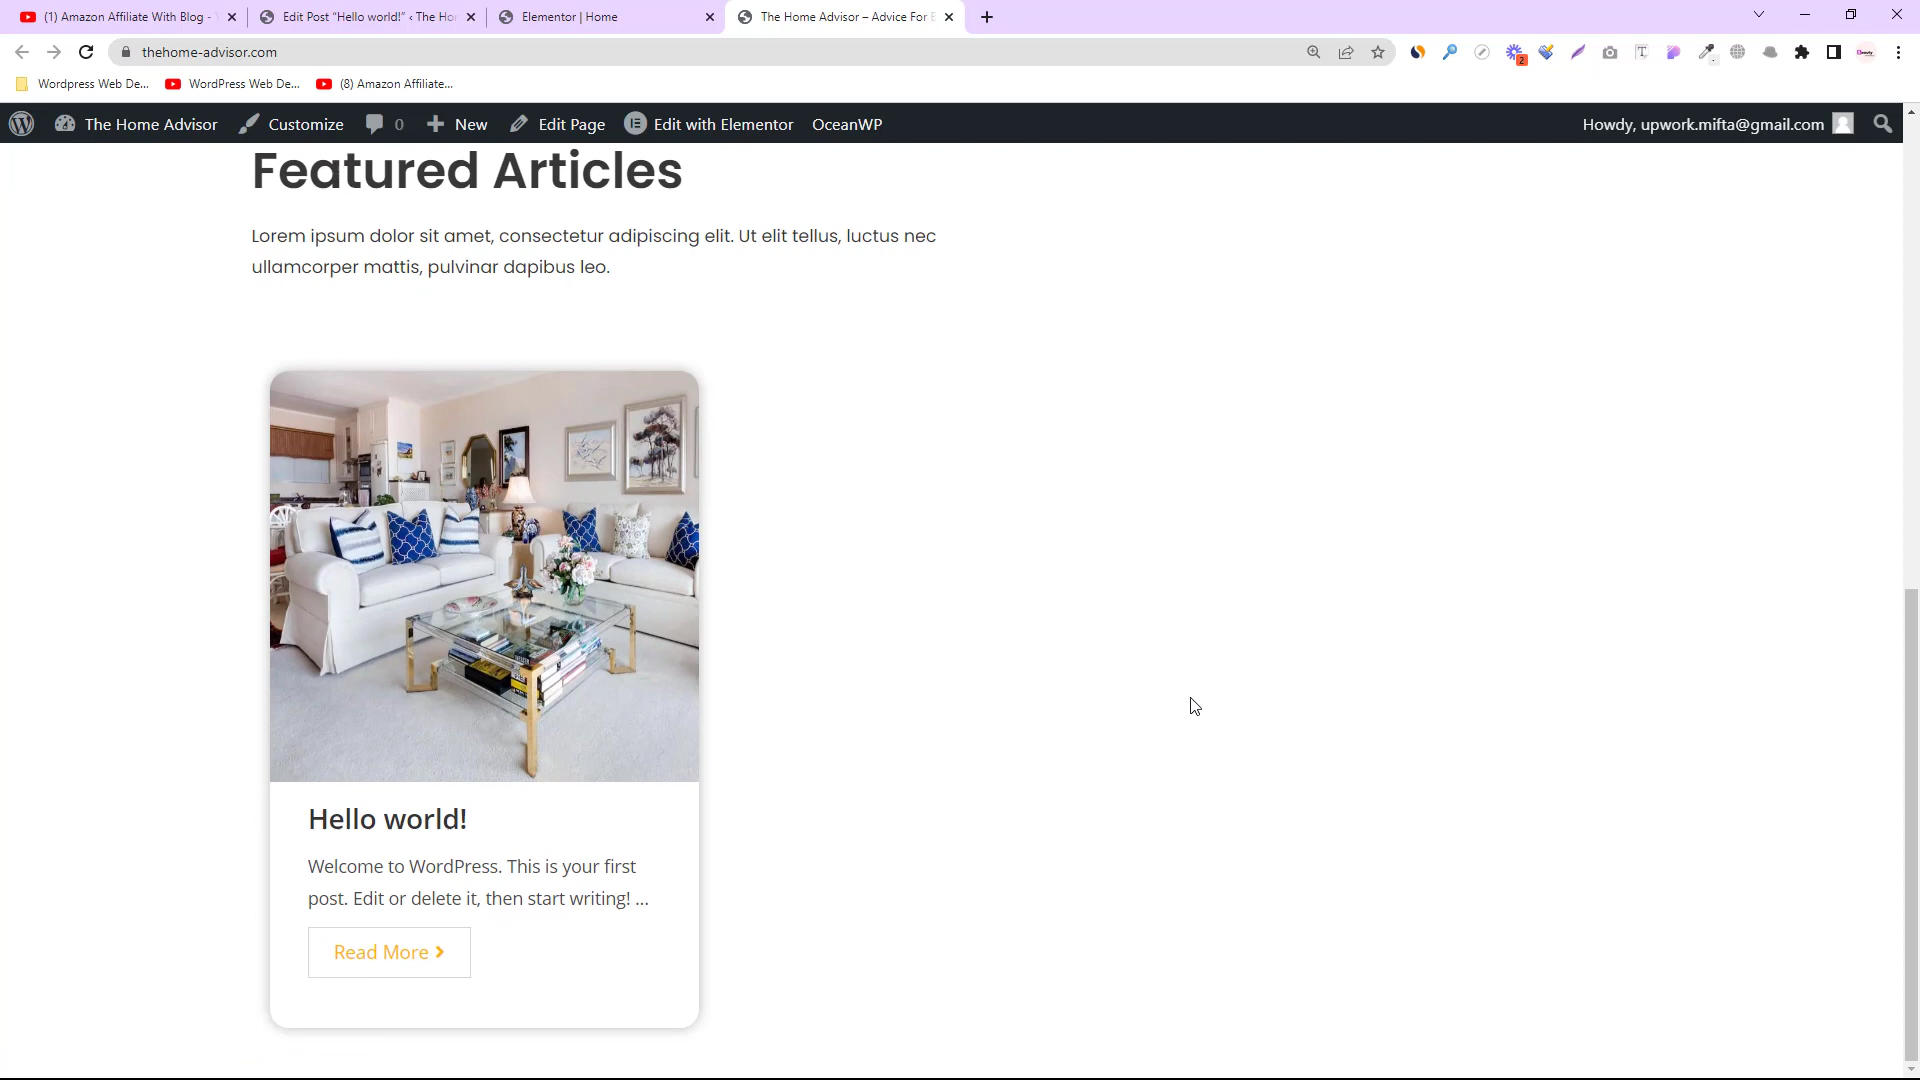 (1) Amazon Affiliate With Blog -
Edit Post “Hello world!” ‹ The Ho
Elementor | Home
The Home Advisor – Advice For E
thehome-advisor.com
2
Wordpress Web De...
WordPress Web De...
(8) Amazon Affiliate...
The Home Advisor
Customize
0
New
Edit Page
Edit with Elementor
OceanWP
Howdy, upwork.mifta@gmail.com
Featured Articles
Lorem ipsum dolor sit amet, consectetur adipiscing elit. Ut elit tellus, luctus nec
ullamcorper mattis, pulvinar dapibus leo.
Hello world!
Welcome to WordPress. This is your first
post. Edit or delete it, then start writing! ...
Read More